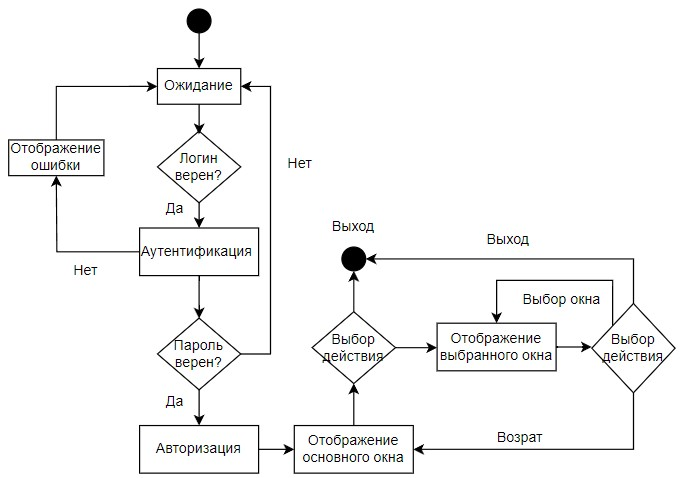 Ожидание
Отображение
ошибки
Логин
верен?
Нет
Да
Выход
Аутентификация
Выход
Нет
Выбор окна
Пароль
верен?
Выбор
действия
Отображение
выбранного окна
Выбор
действия
Да
Авторизация
Отображение
основного окна
Возрат